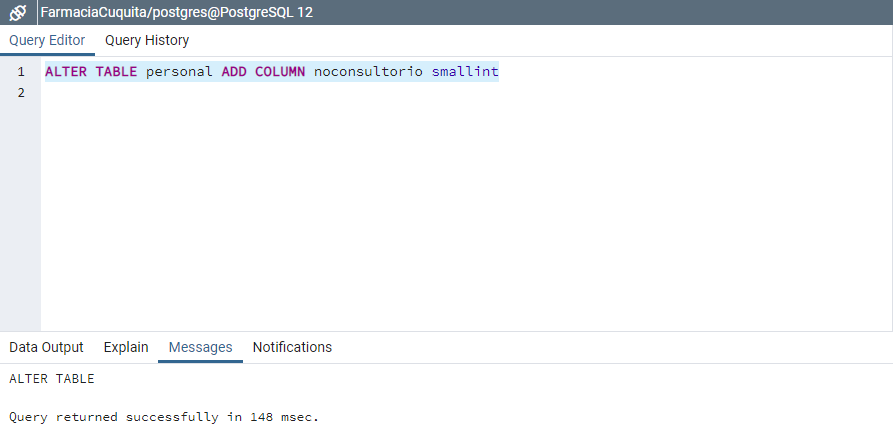 FarmaciaCuquita/postgres@PostgreSQL 12
Query Editor Query History
1 ALTER TABLE personal ADD COLUMN noconsultorio smallint
2
Data Output Explain Messages Notifications
ALTER TABLE
Query returned successfully in 148 msec.